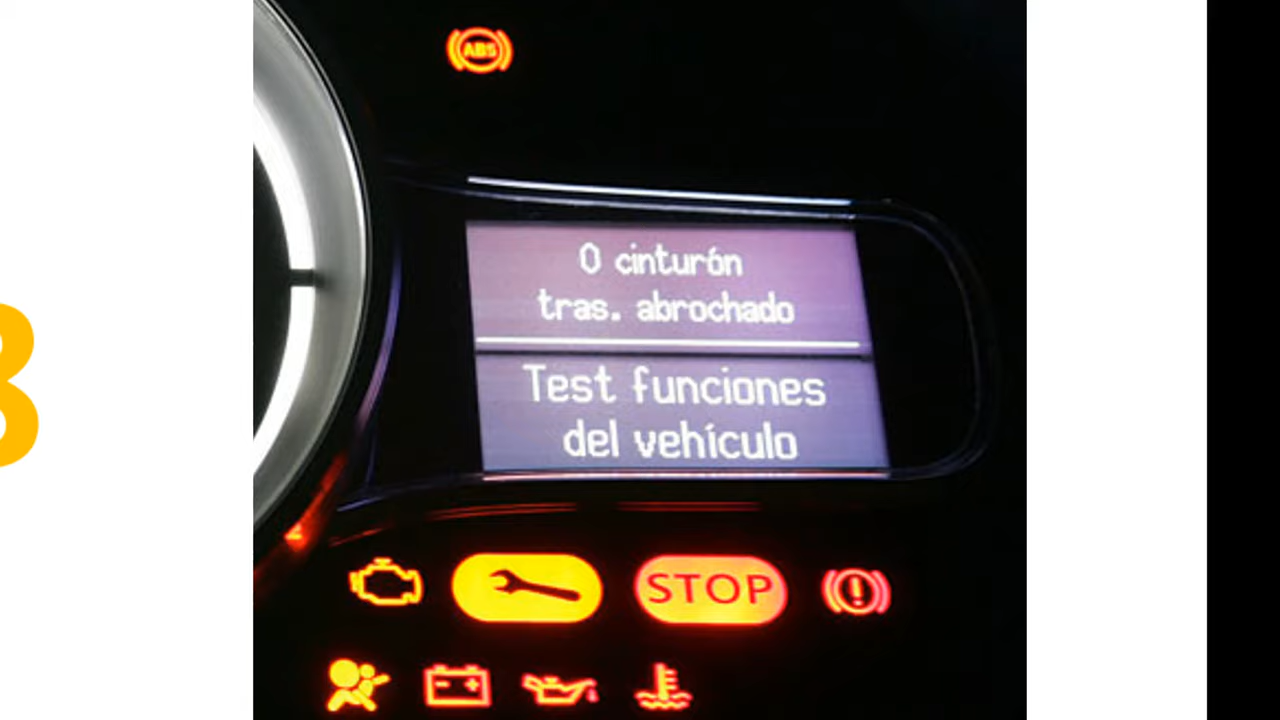 ABS
0 cinturón
tras. abrochado
Test funciones
del vehículo
STOP